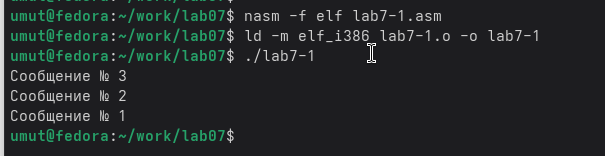 umut@fedora:~/work/lab07$ nasm -f elf lab7-1.asm
umut@fedora:~/work/lab07$ ld -m elf_i386 lab7-1.o -o lab7-1
umut@fedora:~/work/lab07$ ./lab7-1
Сообщение № 3
Сообщение № 2
Сообщение № 1
umut@fedora:~/work/lab07$